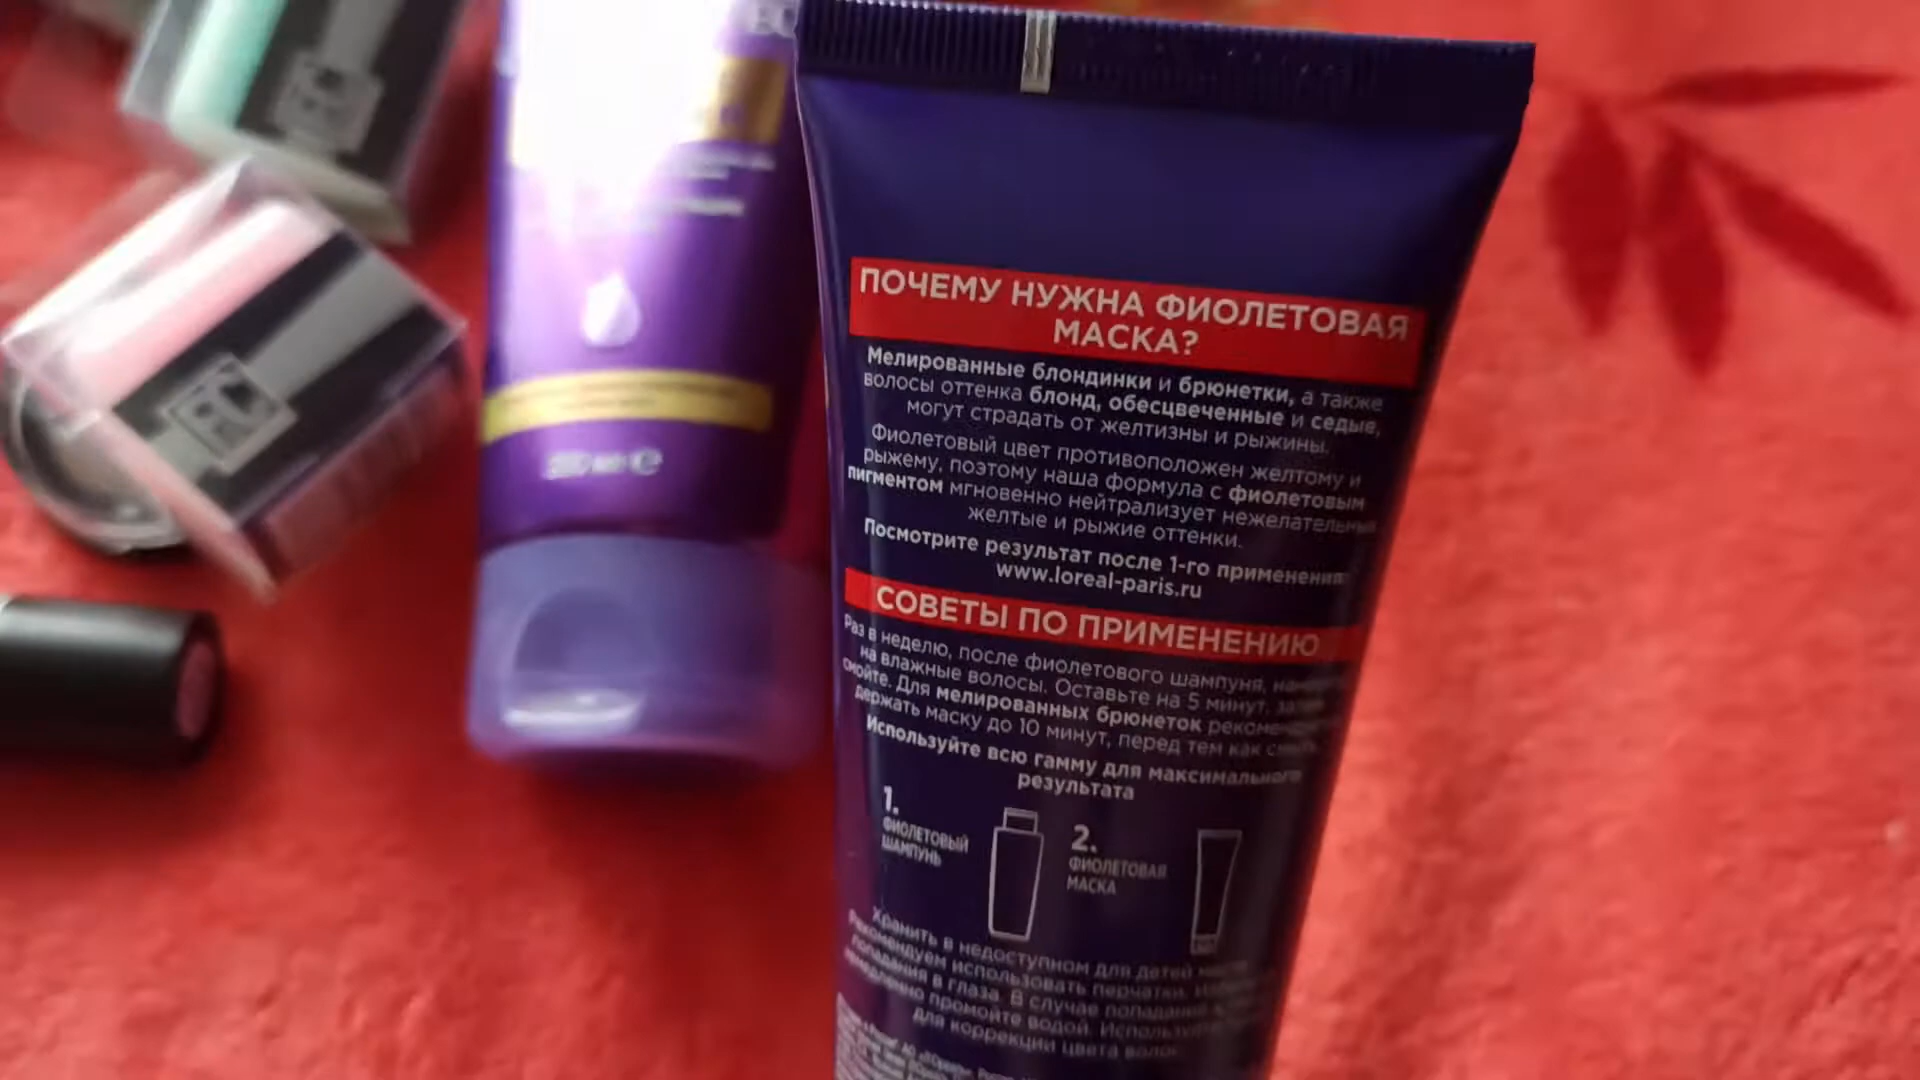 ПОЧЕМУ НУЖНА ФИОЛЕТОВАЯ
МАСКА?
Мелированные блондинки и брюнетки, а также
волосы оттенка блонд, обесцвеченные и седые,
могут страдать от желтизны и рыжины.
Фиолетовый цвет противоположен желтому и
рыжему, поэтому наша формула с фиолетовым
пигментом мгновенно нейтрализует
желтые и рыжие оттенки.
Посмотрите результат после 1-го применения
www.loreal-paris.ru
СОВЕТЫ ПО ПРИМЕНЕНИЮ
Раз в неделю, после фиолетового шампуня,
на влажные волосы. Оставьте на 5 минут,
смойте. Для мелированных брюнеток
держать маску до 10 минут, перед тем как
Используйте всю гамму для максимального
результата
1.
ФИОЛЕТОВЫЙ
ШАМПУНЬ
2.
ФИОЛЕТОВАЯ
МАСКА
Хранить в недоступном для детей
Рекомендуем использовать перчатки.
попадания в глаза. В случае попадания
немедленно промойте водой.
для коррекции цвета волос